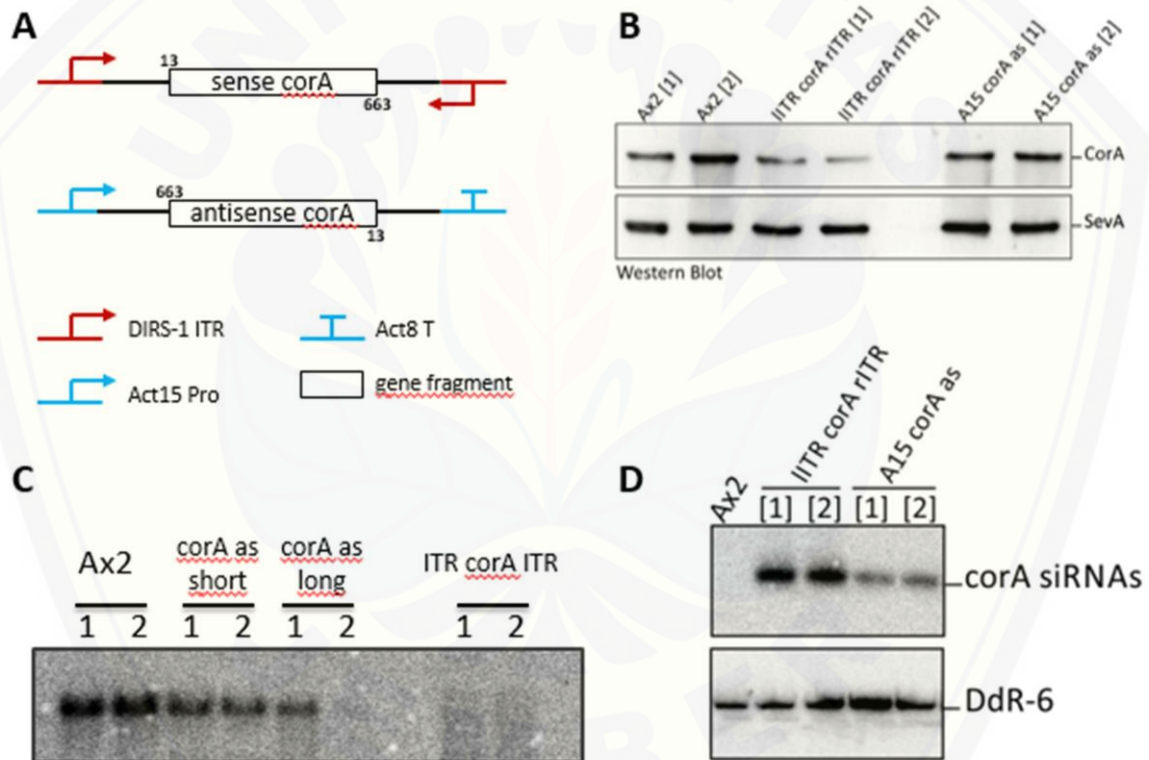 A
13
sense corA
663
663
antisense corA
13
DIRS-1 ITR
Act8 T
Act15 Pro
gene fragment
B
Ax2 [1]
Ax2 [2]
lITR corA rITR [1]
lITR corA rITR [2]
A15 corA as [1]
A15 corA as [2]
CorA
SevA
Western Blot
C
Ax2
corA as
short
corA as
long
ITR corA ITR
1 2 1 2 1 2 1 2
D
Ax2
lITR corA rITR
A15 corA as
[1] [2] [1] [2]
corA siRNAs
DdR-6